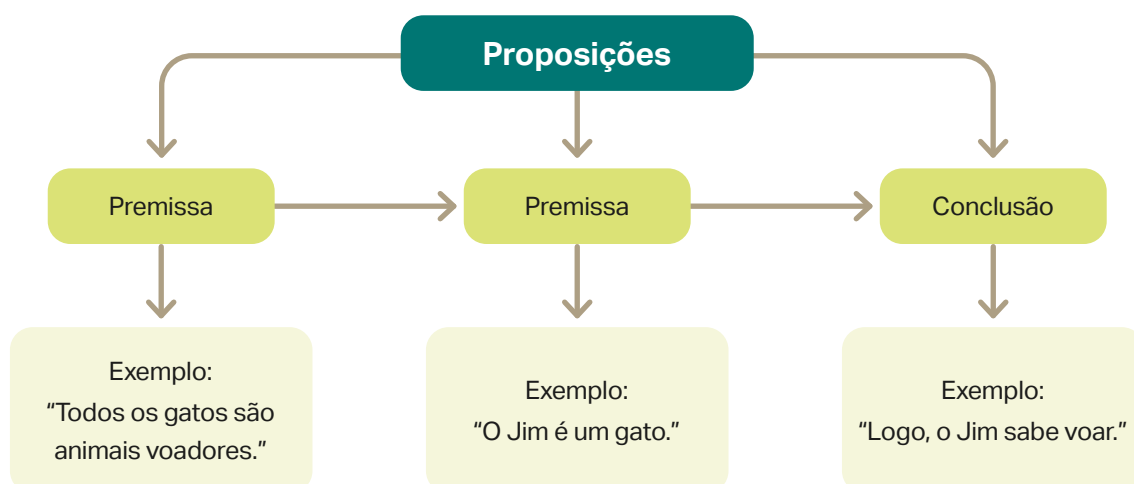 Proposições
Premissa
Premissa
Conclusão
Exemplo:
“Todos os gatos são
animais voadores.”
Exemplo:
“O Jim é um gato.”
Exemplo:
“Logo, o Jim sabe voar.”